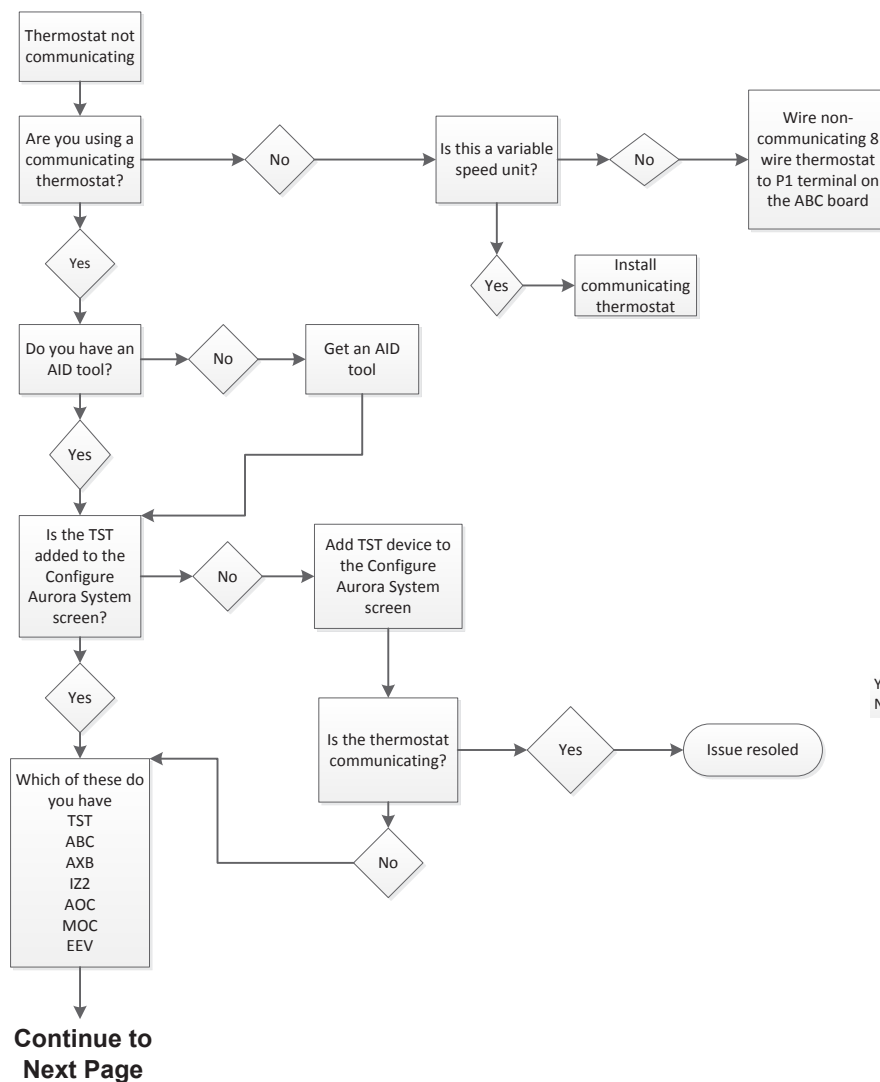 Thermostat not
communicating
Are you using a
communicating
thermostat?
No
Is this a variable
speed unit?
No
Wire non-
communicating 8
wire thermostat
to P1 terminal on
the ABC board
Yes
Yes
Install
communicating
thermostat
Do you have an
AID tool?
No
Get an AID
tool
Yes
Is the TST
added to the
Configure
Aurora System
screen?
No
Add TST device to
the Configure
Aurora System
screen
Yes
Is the thermostat
communicating?
Yes
Issue resoled
No
Which of these do
you have
TST
ABC
AXB
IZ2
AOC
MOC
EEV
Continue to
Next Page